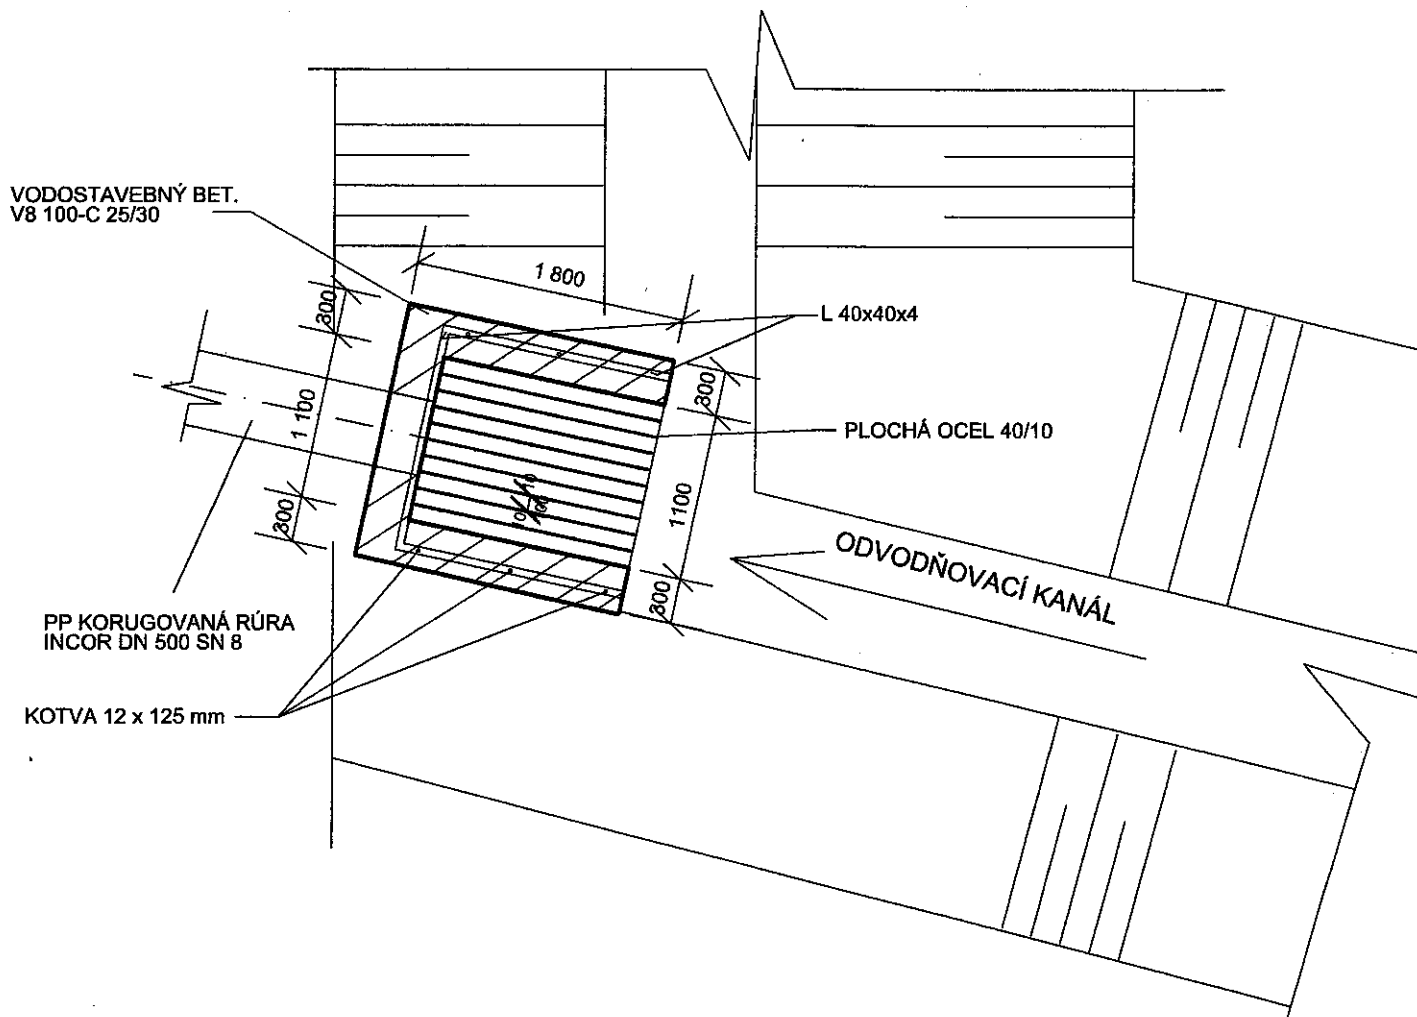 VODOSTAVEBNÝ BET.
V8 100-C 25/30
1 800
300
L 40x40x4
300
1 100
PLOCHÁ OCEL 40/10
1100
300
300
ODVODŇOVACÍ KANÁL
PP KORUGOVANÁ RÚRA
INCOR DN 500 SN 8
KOTVA 12 x 125 mm